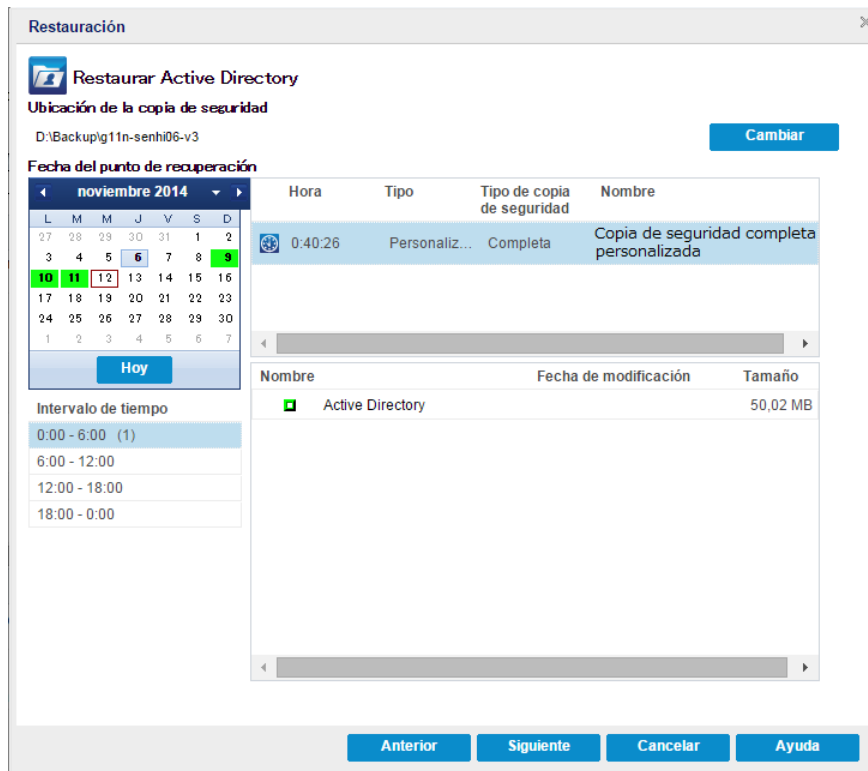 Restauración
Restaurar Active Directory
Ubicación de la copia de seguridad
D:\Backup\g11n-senhi06-v3
Cambiar
Fecha del punto de recuperación
noviembre 2014
L M M J V S D
27 28 29 30 31 1 2
3 4 5 6 7 8 9
10 11 12 13 14 15 16
17 18 19 20 21 22 23
24 25 26 27 28 29 30
1 2 3 4 5 6 7
Hoy
Intervalo de tiempo
0:00 - 6:00 (1)
6:00 - 12:00
12:00 - 18:00
18:00 - 0:00
Hora Tipo Tipo de copia de seguridad Nombre
0:40:26 Personaliz... Completa Copia de seguridad completa
personalizada
Nombre Fecha de modificación Tamaño
Active Directory 50,02 MB
Anterior Siguiente Cancelar Ayuda